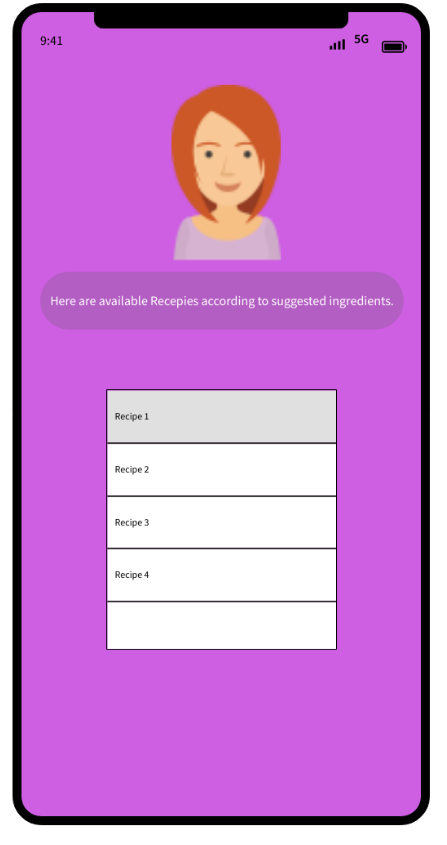 9:41
5G
Here are available Recepies according to suggested ingredients.
Recipe 1
Recipe 2
Recipe 3
Recipe 4